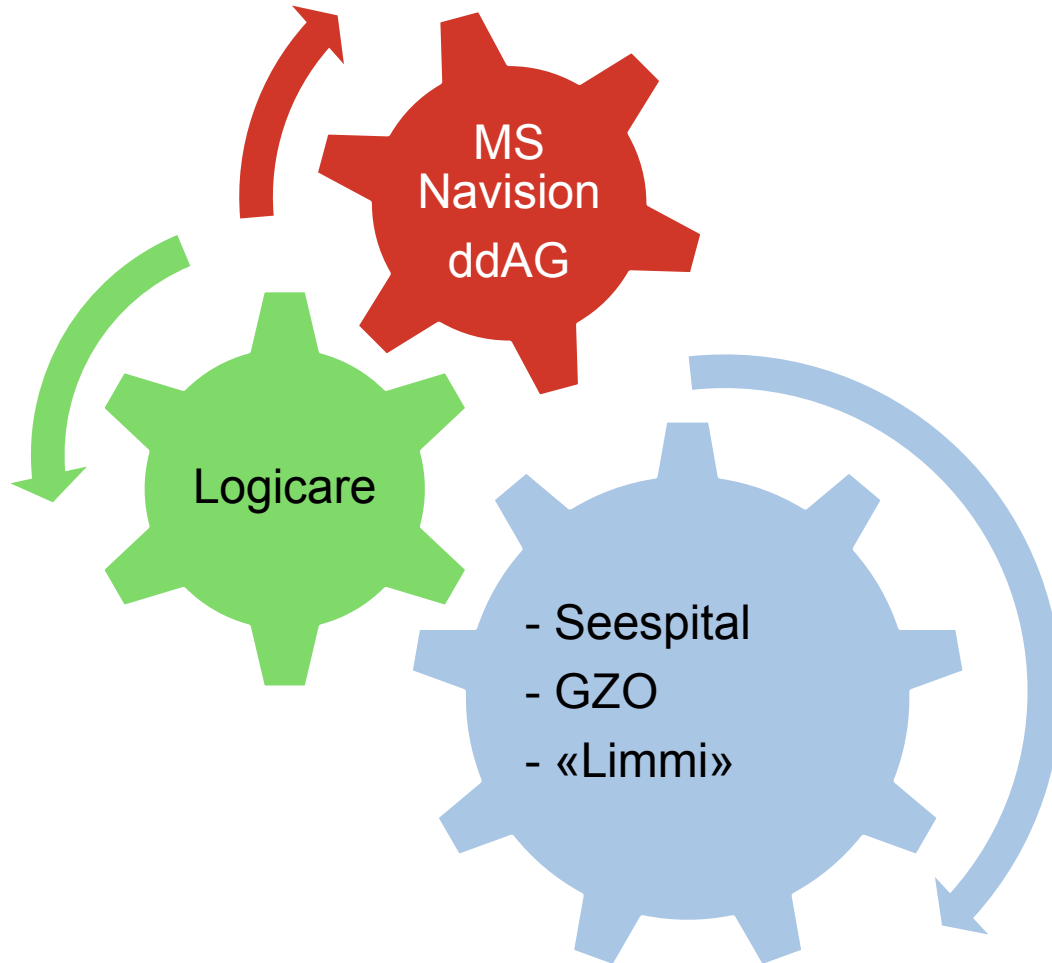 MS
Navision
ddAG
Logicare
- Seespital
- GZO
- «Limmi»